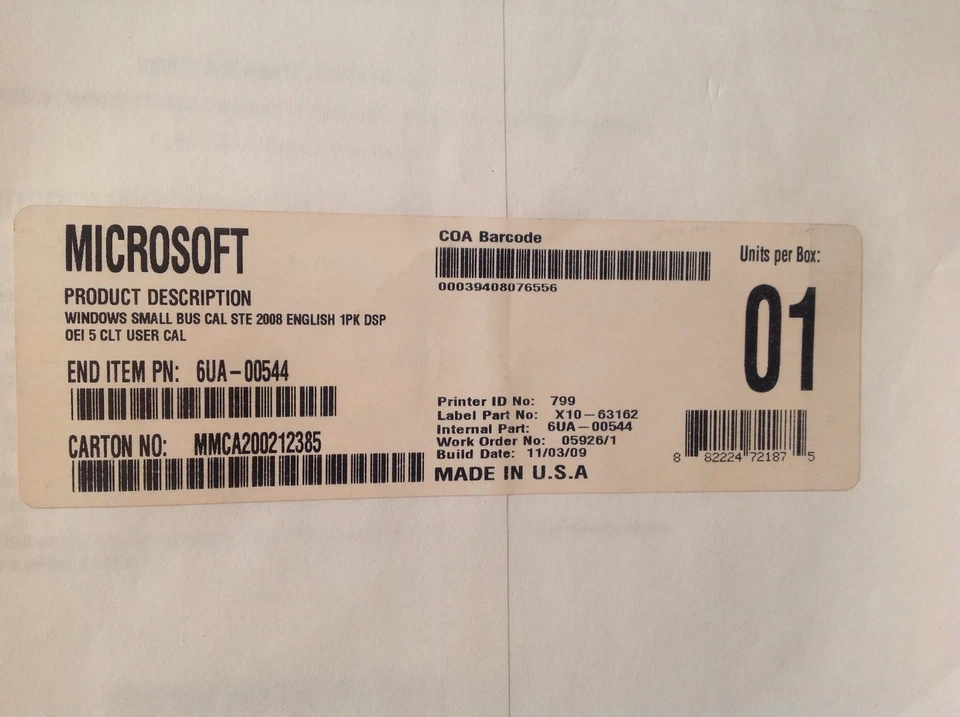 MICROSOFT
PRODUCT DESCRIPTION
WINDOWS SMALL BUS CAL STE 2008 ENGLISH 1PK DSP
OEI 5 CLT USER CAL
END ITEM PN: 6UA-00544
CARTON NO: MMCA200212385
COA Barcode
00039408076556
Printer ID No: 799
Label Part No: X10-63162
Internal Part: 6UA-00544
Work Order No: 05926/1
Build Date: 11/03/09
MADE IN U.S.A
Units per Box:
01
8 82224 72187 5